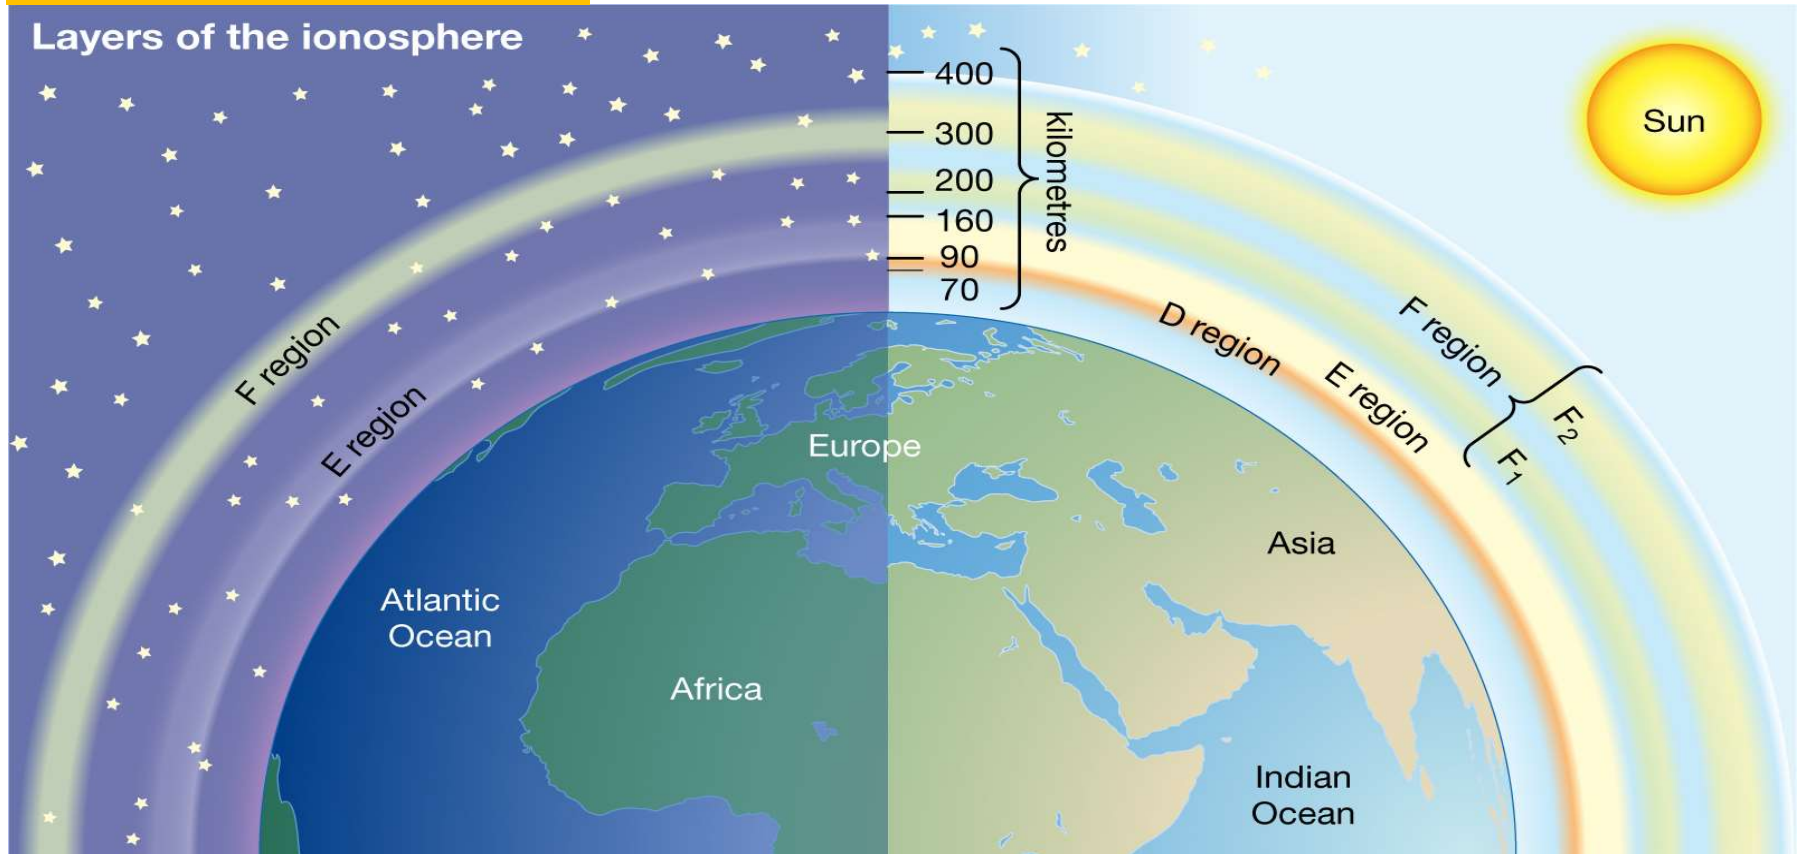 Layers of the ionosphere
400
300
200
160
90
70
kilometres
Sun
F region
E region
D region
E region
F region
F2
F1
Europe
Asia
Atlantic
Ocean
Africa
Indian
Ocean